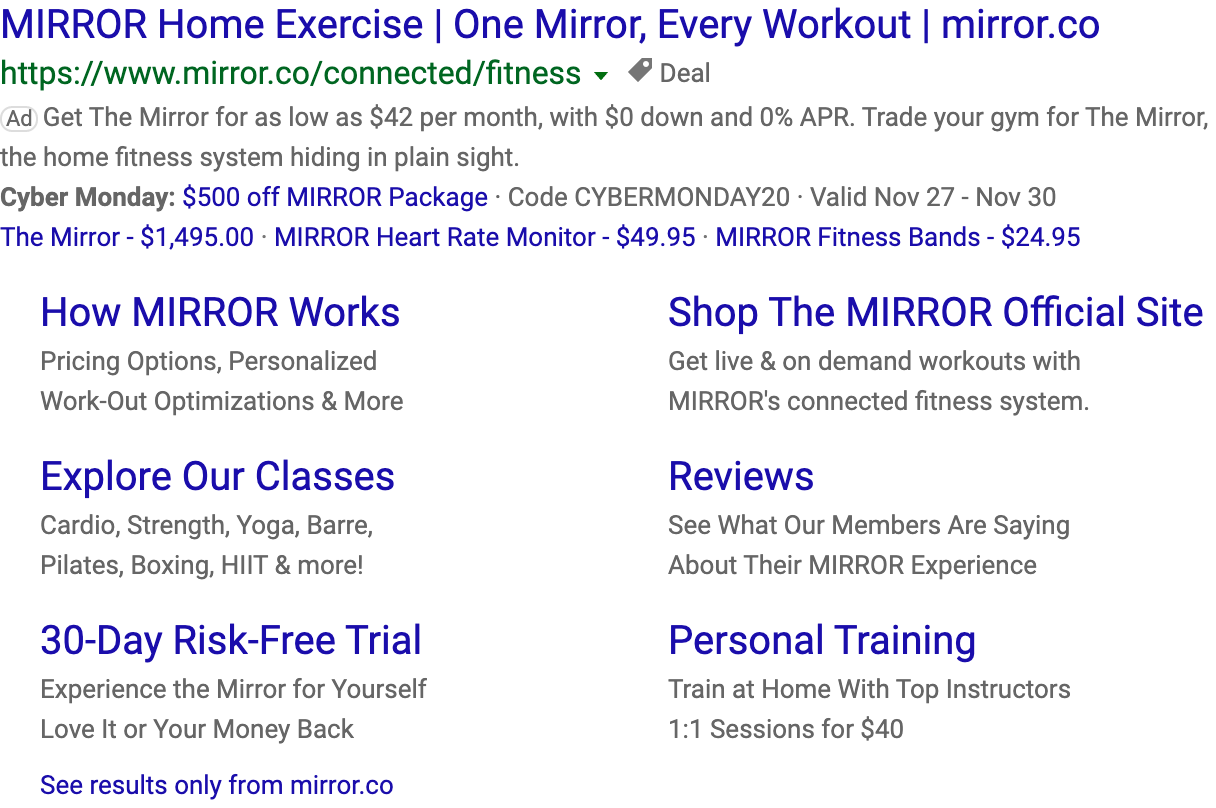 MIRROR Home Exercise | One Mirror, Every Workout | mirror.co
https://www.mirror.co/connected/fitness ▼ Deal
Ad Get The Mirror for as low as $42 per month, with $0 down and 0% APR. Trade your gym for The Mirror,
the home fitness system hiding in plain sight.
Cyber Monday: $500 off MIRROR Package · Code CYBERMONDAY20 · Valid Nov 27 - Nov 30
The Mirror - $1,495.00 · MIRROR Heart Rate Monitor - $49.95 · MIRROR Fitness Bands - $24.95
How MIRROR Works
Pricing Options, Personalized
Work-Out Optimizations & More
Shop The MIRROR Official Site
Get live & on demand workouts with
MIRROR's connected fitness system.
Explore Our Classes
Cardio, Strength, Yoga, Barre,
Pilates, Boxing, HIIT & more!
Reviews
See What Our Members Are Saying
About Their MIRROR Experience
30-Day Risk-Free Trial
Experience the Mirror for Yourself
Love It or Your Money Back
Personal Training
Train at Home With Top Instructors
1:1 Sessions for $40
See results only from mirror.co